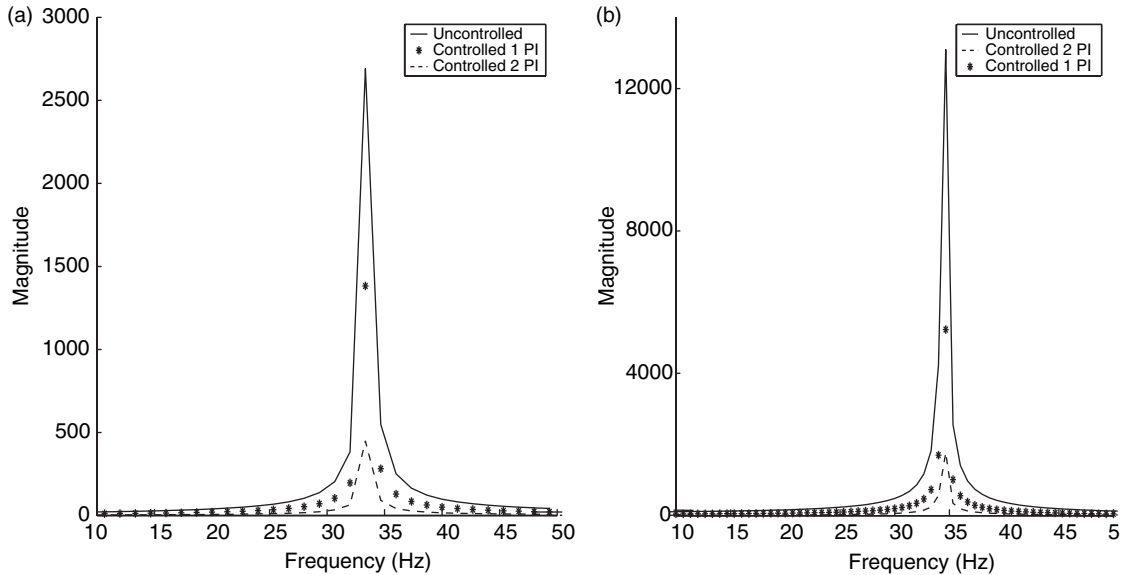 (a)
3000
2500
2000
1500
1000
500
0
Magnitude
Uncontrolled
Controlled 1 PI
Controlled 2 PI
10 15 20 25 30 35 40 45 50
Frequency (Hz)
(b)
12000
8000
4000
0
Magnitude
Uncontrolled
Controlled 2 PI
Controlled 1 PI
10 15 20 25 30 35 40 45 5
Frequency (Hz)